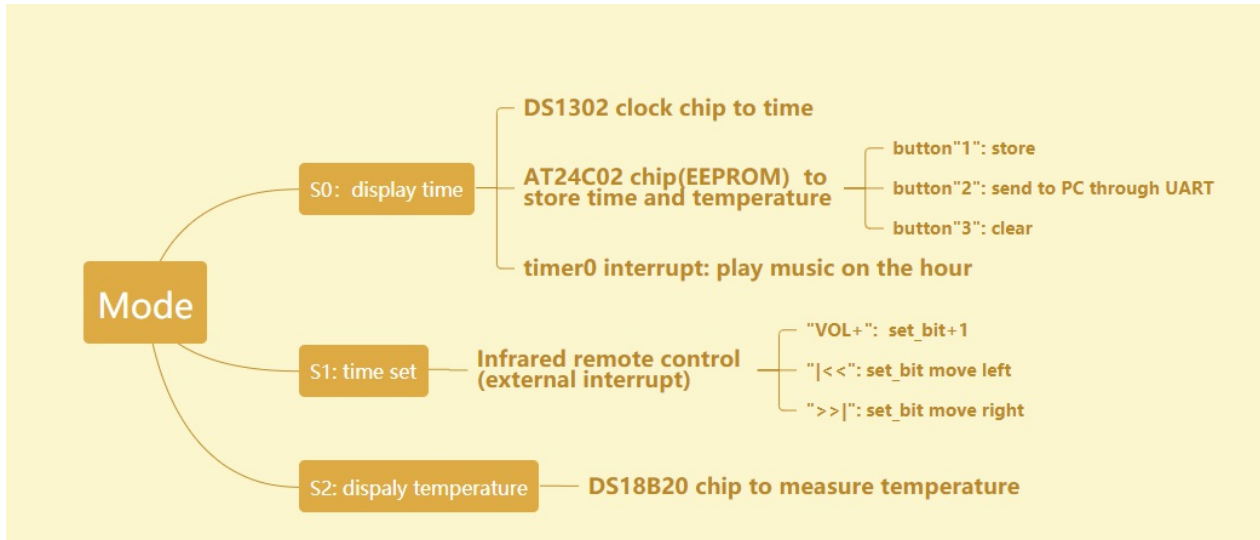 Mode
S0: display time
DS1302 clock chip to time
AT24C02 chip(EEPROM) to
store time and temperature
button"1": store
button"2": send to PC through UART
button"3": clear
timer0 interrupt: play music on the hour
S1: time set
Infrared remote control
(external interrupt)
"VOL+": set_bit+1
"|<<": set_bit move left
">>|": set_bit move right
S2: dispaly temperature
DS18B20 chip to measure temperature